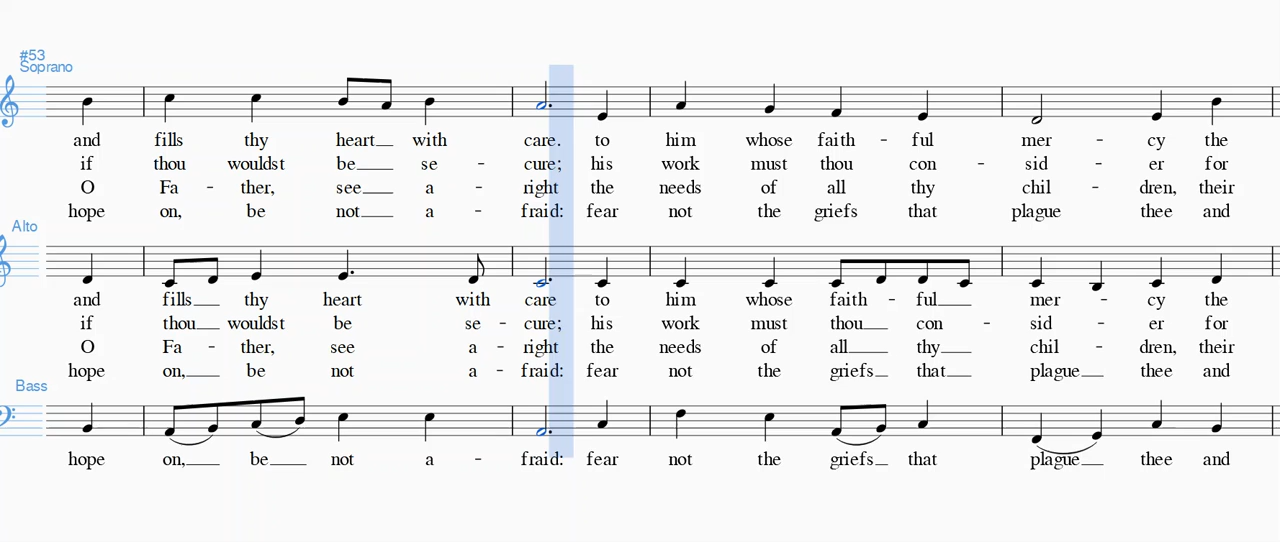 #53
Soprano
and fills thy heart with care. to him whose faith - ful mer - cy the
if thou wouldst be se - cure; his work must thou con - sid - er for
O Fa - ther, see a - right the needs of all thy chil - dren, their
hope on, be not a - fraid: fear not the griefs that plague thee and
Alto
and fills thy heart with care to him whose faith - ful mer - cy the
if thou wouldst be se - cure; his work must thou con - sid - er for
O Fa - ther, see a - right the needs of all thy chil - dren, their
hope on, be not a - fraid: fear not the griefs that plague thee and
Bass
hope on, be not a - fraid: fear not the griefs that plague thee and